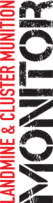 LANDMINE & CLUSTER MUNITION
MONITOR